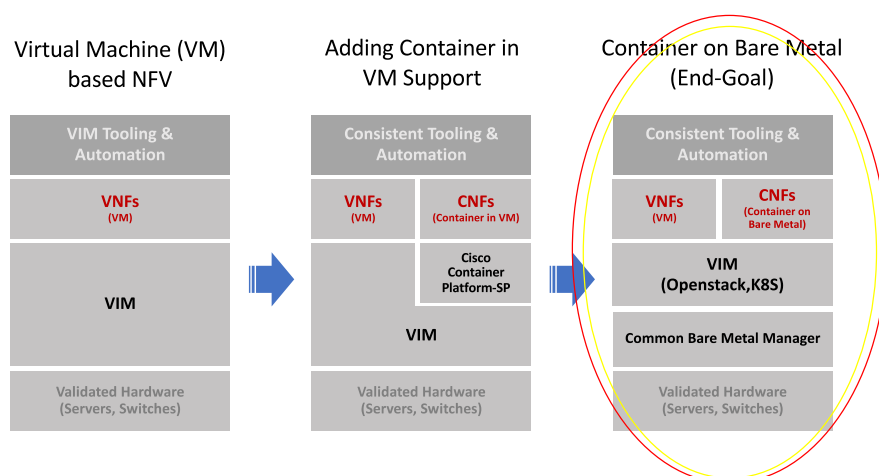 Virtual Machine (VM)
based NFV
VIM Tooling &
Automation
VNFs
(VM)
VIM
Validated Hardware
(Servers, Switches)
Adding Container in
VM Support
Consistent Tooling &
Automation
VNFs
(VM)
CNFs
(Container in VM)
Cisco
Container
Platform-SP
VIM
Validated Hardware
(Servers, Switches)
Container on Bare Metal
(End-Goal)
Consistent Tooling &
Automation
VNFs
(VM)
CNFs
(Container on
Bare Metal)
VIM
(Openstack,K8S)
Common Bare Metal Manager
Validated Hardware
(Servers, Switches)